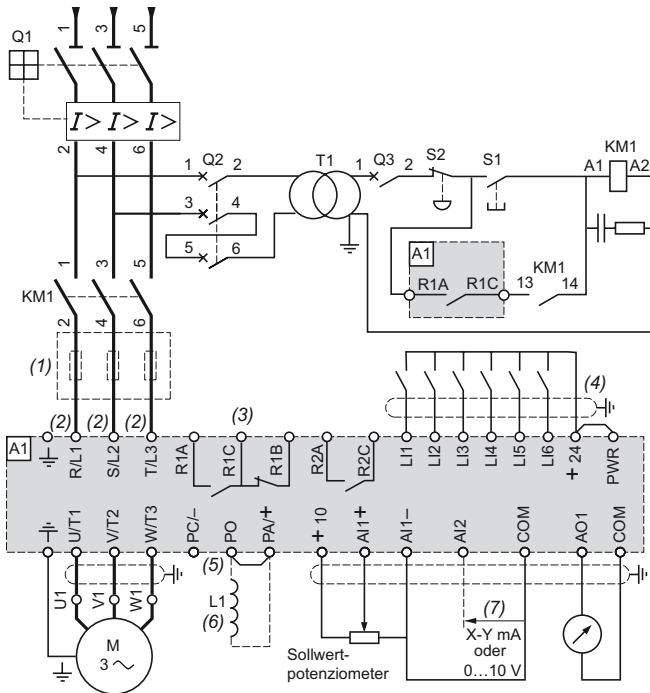 1 3 5
Q1
I> I> I>
2 4 6
1 Q2 2 T1 1 Q3 2 S2 S1 KM1
A1 A2
3 4
5 6
A1
R1A R1C 13 KM1 14
1 3 5
KM1
2 4 6
(1)
(4)
(2) (2) (2) (3)
A1 R/L1 S/L2 T/L3 R1A R1C R1B R2A R2C LI1 LI2 LI3 LI4 LI5 LI6 +24 PWR
U/T1 V/T2 W/T3 PC/– PO PA/+ +10 AI1+ AI1– AI2 COM AO1 COM
(5)
U1 V1 W1 L1
(6) (7)
M
3 ~
X-Y mA
oder
0...10 V
Sollwert-
potenziometer